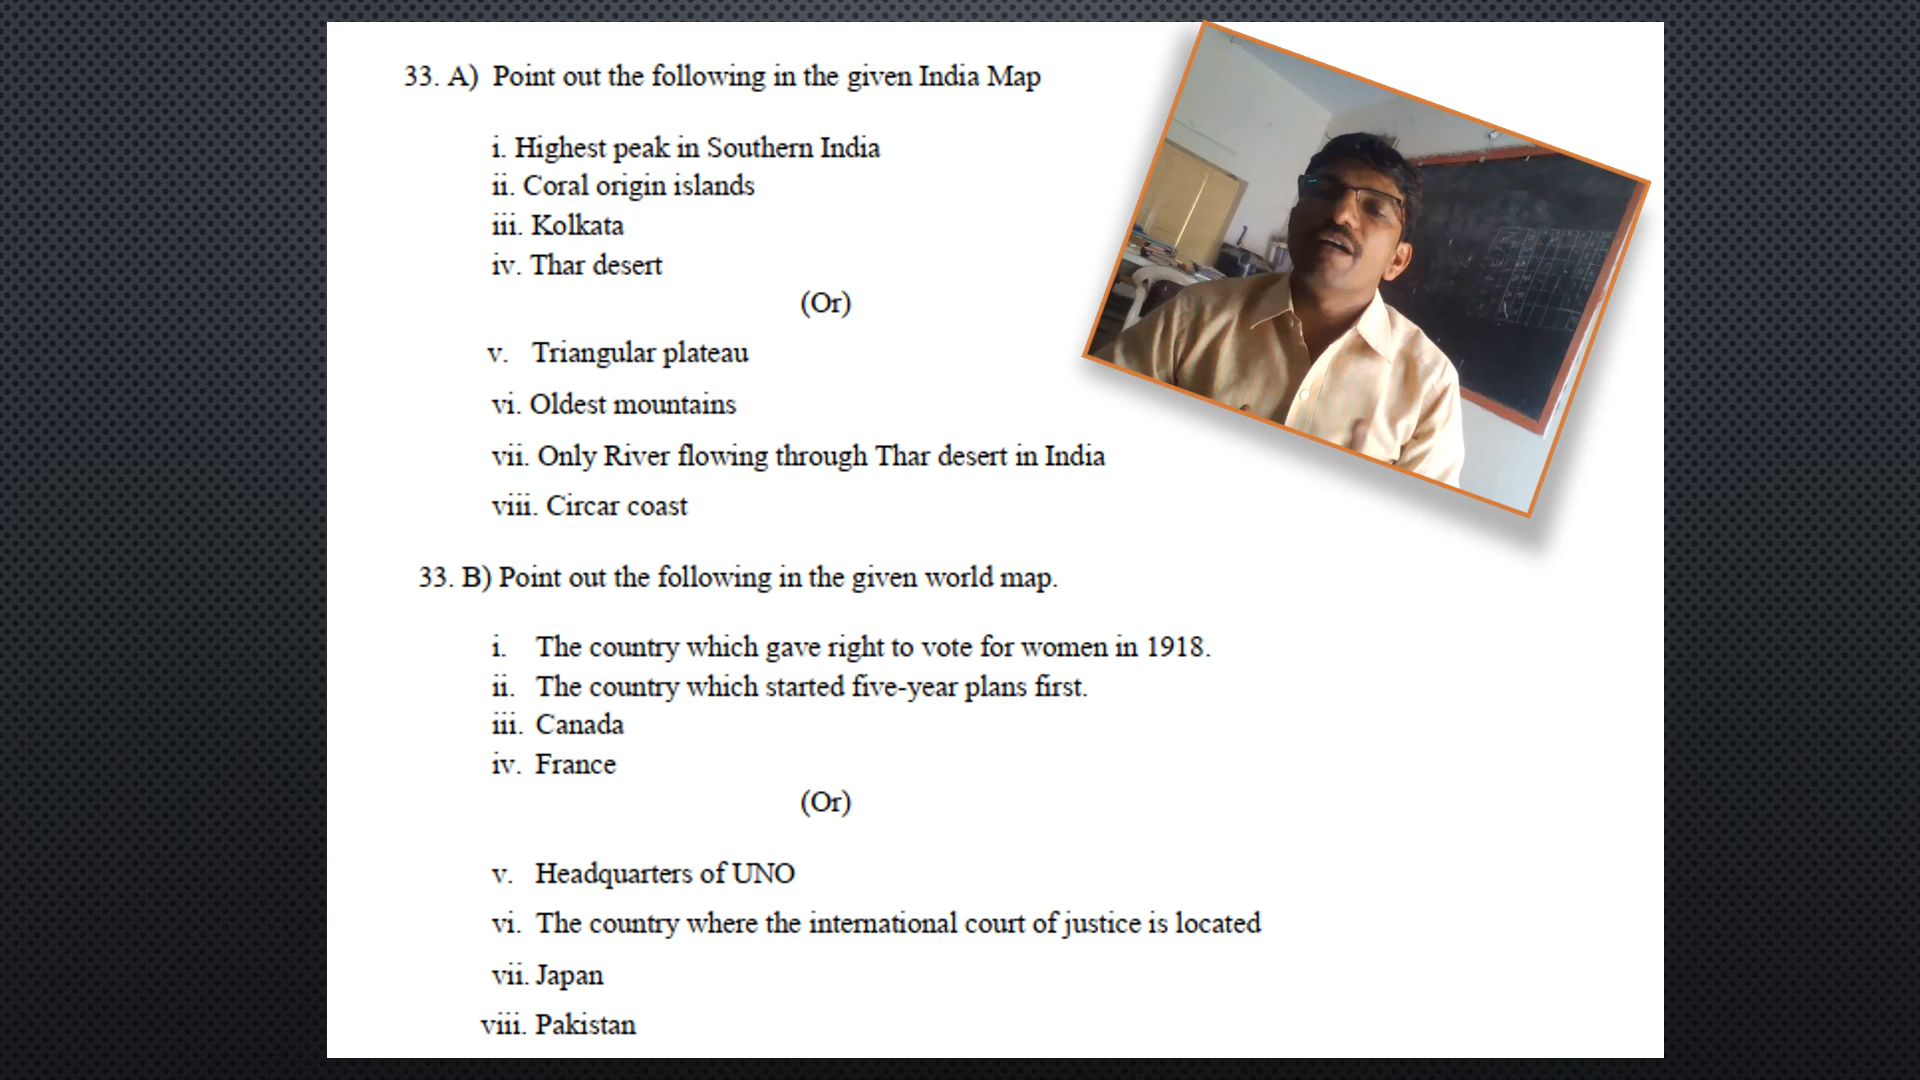 33. A) Point out the following in the given India Map
i. Highest peak in Southern India
ii. Coral origin islands
iii. Kolkata
iv. Thar desert
(Or)
v. Triangular plateau
vi. Oldest mountains
vii. Only River flowing through Thar desert in India
viii. Circar coast
33. B) Point out the following in the given world map.
i. The country which gave right to vote for women in 1918.
ii. The country which started five-year plans first.
iii. Canada
iv. France
(Or)
v. Headquarters of UNO
vi. The country where the international court of justice is located
vii. Japan
viii. Pakistan